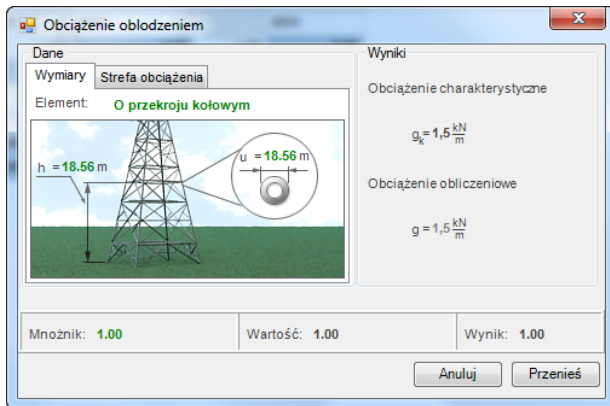 Obciążenie oblodzeniem
Dane
Wymiary
Strefa obciążenia
Element: O przekroju kołowym
h = 18.56 m
u = 18.56 m
Wyniki
Obciążenie charakterystyczne
gk= 1,5 kN/m
Obciążenie obliczeniowe
g = 1,5 kN/m
Mnożnik: 1.00
Wartość: 1.00
Wynik: 1.00
Anuluj
Przenieś